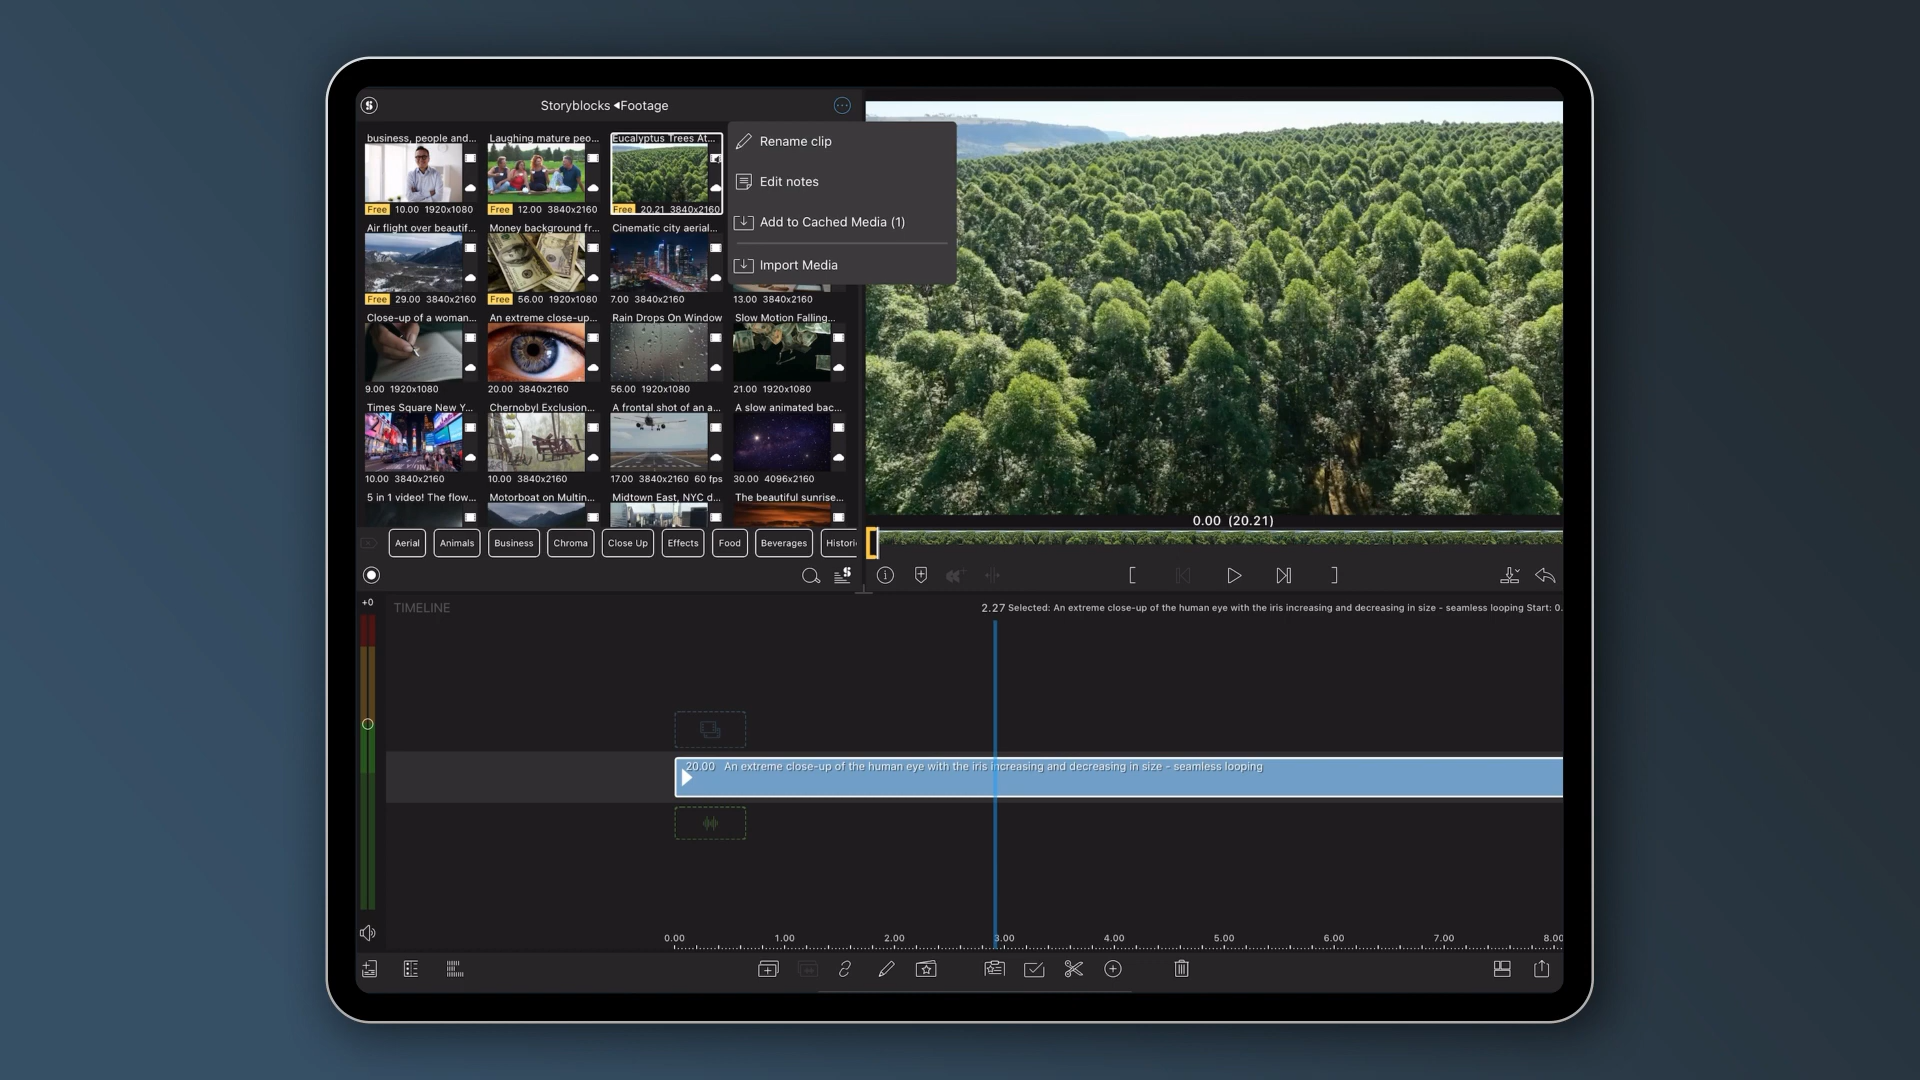 Storyblocks ◀Footage
business, people and...
Laughing mature peo...
Eucalyptus Trees At...
Free 10.00 1920x1080
Free 12.00 3840x2160
Free 20.21 3840x2160
Rename clip
Edit notes
Add to Cached Media (1)
Import Media
Air flight over beautif...
Money background fr...
Cinematic city aerial...
Free 29.00 3840x2160
Free 56.00 1920x1080
7.00 3840x2160
13.00 3840x2160
Close-up of a woman...
An extreme close-up...
Rain Drops On Window
Slow Motion Falling...
9.00 1920x1080
20.00 3840x2160
56.00 1920x1080
21.00 1920x1080
Times Square New Y...
Chernobyl Exclusion...
A frontal shot of an a...
A slow animated bac...
10.00 3840x2160
10.00 3840x2160
17.00 3840x2160 60 fps
30.00 4096x2160
5 in 1 video! The flow...
Motorboat on Multin...
Midtown East, NYC d...
The beautiful sunrise...
0.00 (20.21)
Aerial
Animals
Business
Chroma
Close Up
Effects
Food
Beverages
Histori
+0
TIMELINE
2.27 Selected: An extreme close-up of the human eye with the iris increasing and decreasing in size - seamless looping Start: 0.
20.00 An extreme close-up of the human eye with the iris increasing and decreasing in size - seamless looping
0.00 1.00 2.00 3.00 4.00 5.00 6.00 7.00 8.00